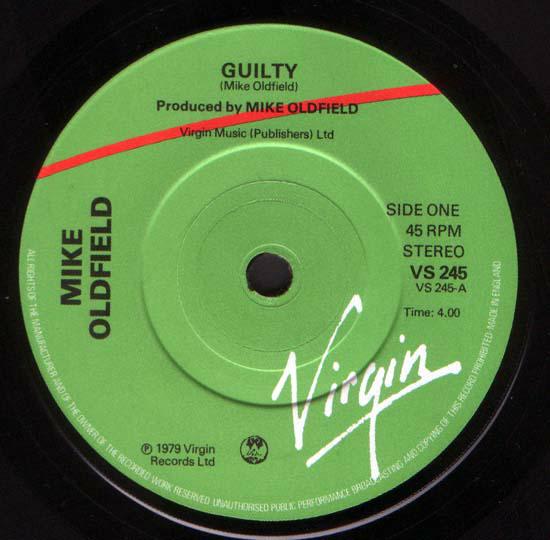 GUILTY
(Mike Oldfield)
Produced by MIKE OLDFIELD
Virgin Music (Publishers) Ltd
MIKE
OLDFIELD
SIDE ONE
45 RPM
STEREO
VS 245
VS 245-A
Time: 4.00
Virgin
℗ 1979 Virgin
Records Ltd
ALL RIGHTS OF THE MANUFACTURER AND OF THE OWNER OF THE RECORDED WORK RESERVED. UNAUTHORISED PUBLIC PERFORMANCE BROADCASTING AND COPYING OF THIS RECORD PROHIBITED·MADE IN ENGLAND